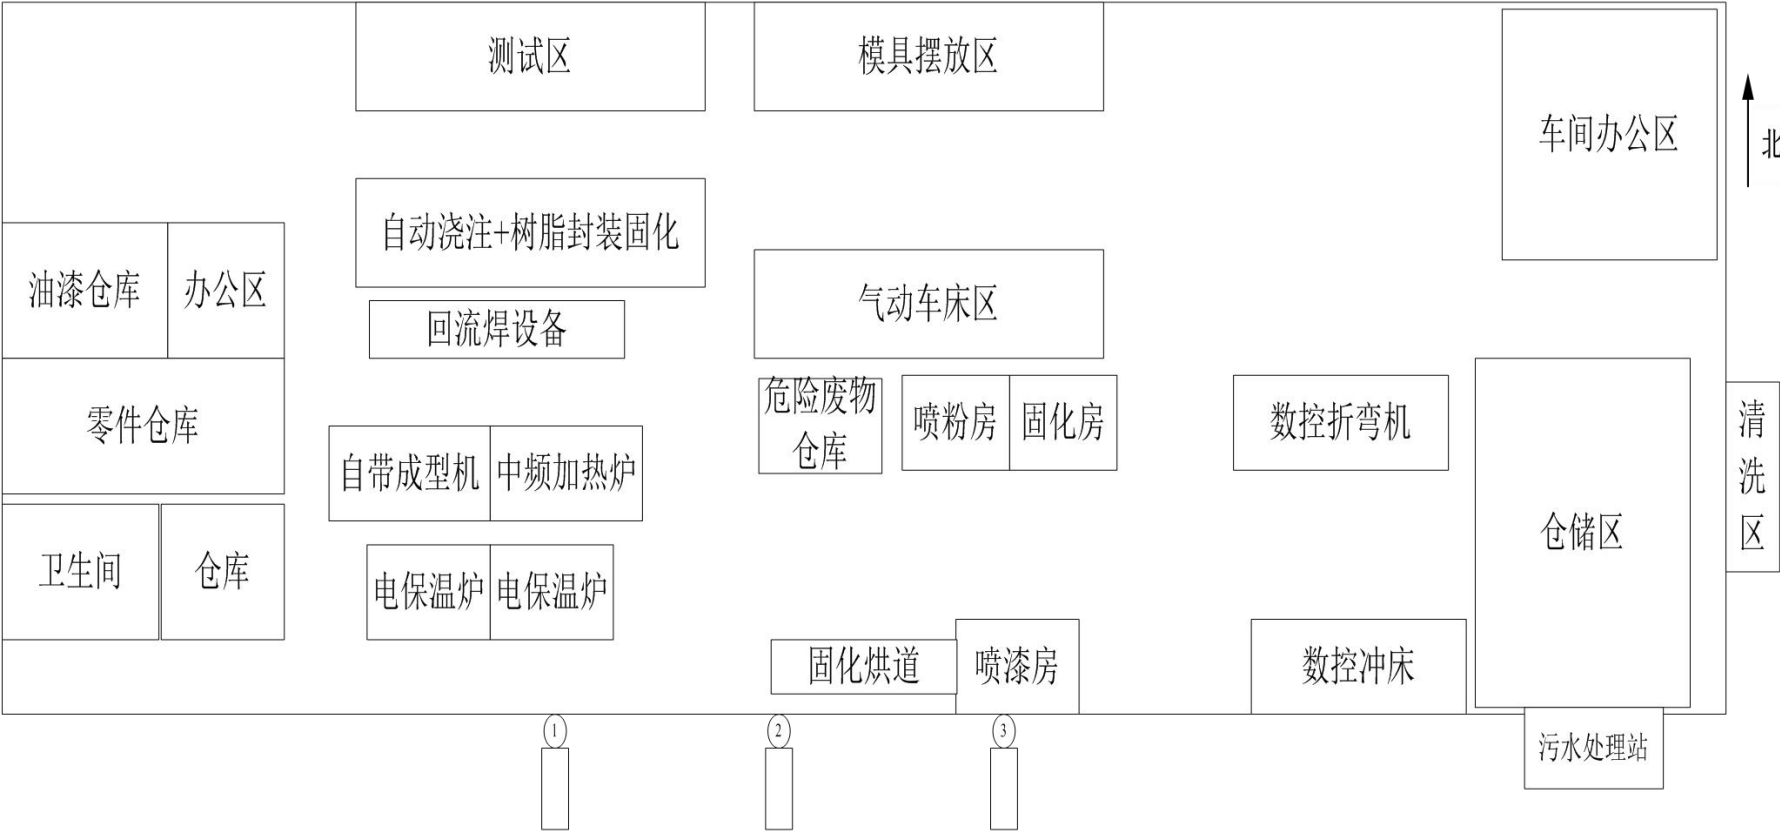 测试区
模具摆放区
车间办公区
北
自动浇注+树脂封装固化
油漆仓库
办公区
回流焊设备
气动车床区
零件仓库
自带成型机
中频加热炉
危险废物
仓库
喷粉房
固化房
数控折弯机
清
洗
区
仓储区
卫生间
仓库
电保温炉
电保温炉
固化烘道
喷漆房
数控冲床
1
2
3
污水处理站